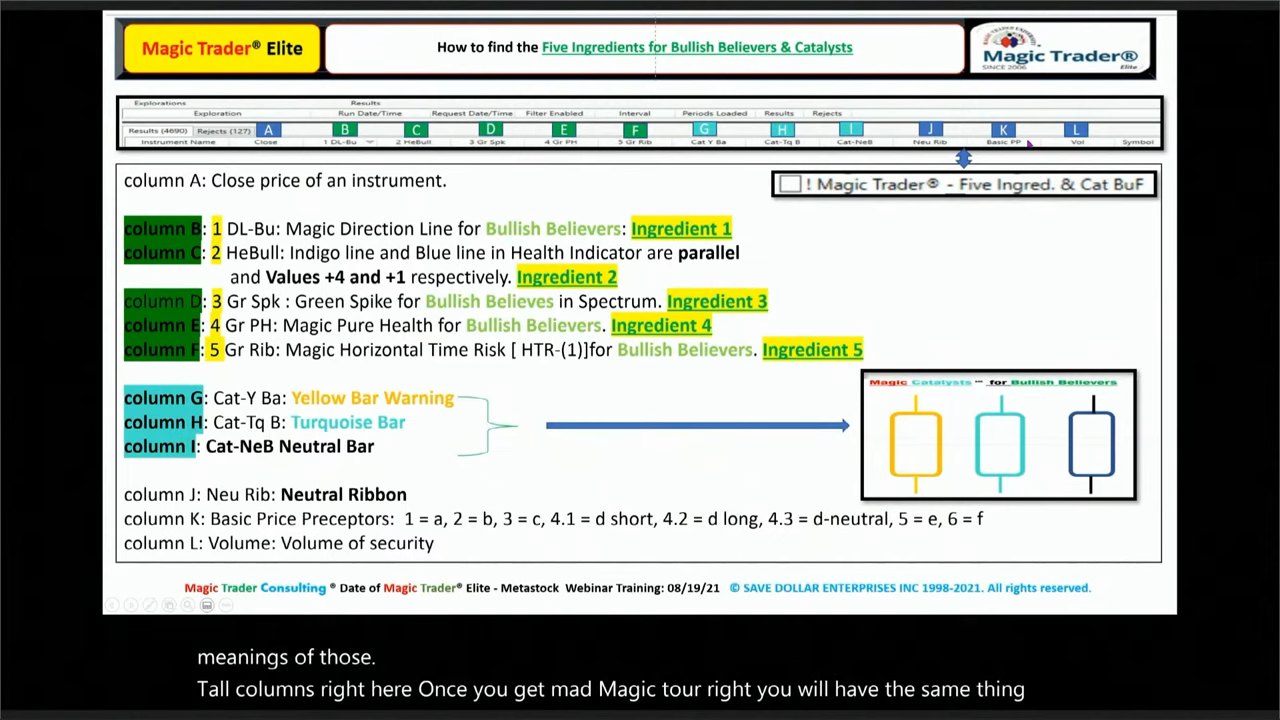 Magic Trader® Elite
How to find the Five Ingredients for Bullish Believers & Catalysts
Magic Trader®
SINCE 2006
Elite
Explorations Results
Exploration Run Date/Time Request Date/Time Filter Enabled Interval Periods Loaded Results Rejects
Results (4690) Rejects (127) A B C D E F G H I J K L
Instrument Name Close 1 DL-Bu 2 HeBull 3 Gr Spk 4 Gr PH 5 Gr Rib Cat Y Ba Cat-Tq B Cat-NeB Neu Rib Basic PP Vol Symbol
column A: Close price of an instrument.
! Magic Trader® - Five Ingred. & Cat BuF
column B: 1 DL-Bu: Magic Direction Line for Bullish Believers: Ingredient 1
column C: 2 HeBull: Indigo line and Blue line in Health Indicator are parallel
and Values +4 and +1 respectively. Ingredient 2
column D: 3 Gr Spk : Green Spike for Bullish Believes in Spectrum. Ingredient 3
column E: 4 Gr PH: Magic Pure Health for Bullish Believers. Ingredient 4
column F: 5 Gr Rib: Magic Horizontal Time Risk [ HTR-(1)]for Bullish Believers. Ingredient 5
Magic Catalysts™ for Bullish Believers
column G: Cat-Y Ba: Yellow Bar Warning
column H: Cat-Tq B: Turquoise Bar
column I: Cat-NeB Neutral Bar
column J: Neu Rib: Neutral Ribbon
column K: Basic Price Preceptors: 1 = a, 2 = b, 3 = c, 4.1 = d short, 4.2 = d long, 4.3 = d-neutral, 5 = e, 6 = f
column L: Volume: Volume of security
Magic Trader Consulting ® Date of Magic Trader® Elite - Metastock Webinar Training: 08/19/21 © SAVE DOLLAR ENTERPRISES INC 1998-2021. All rights reserved.
meanings of those.
Tall columns right here Once you get mad Magic tour right you will have the same thing